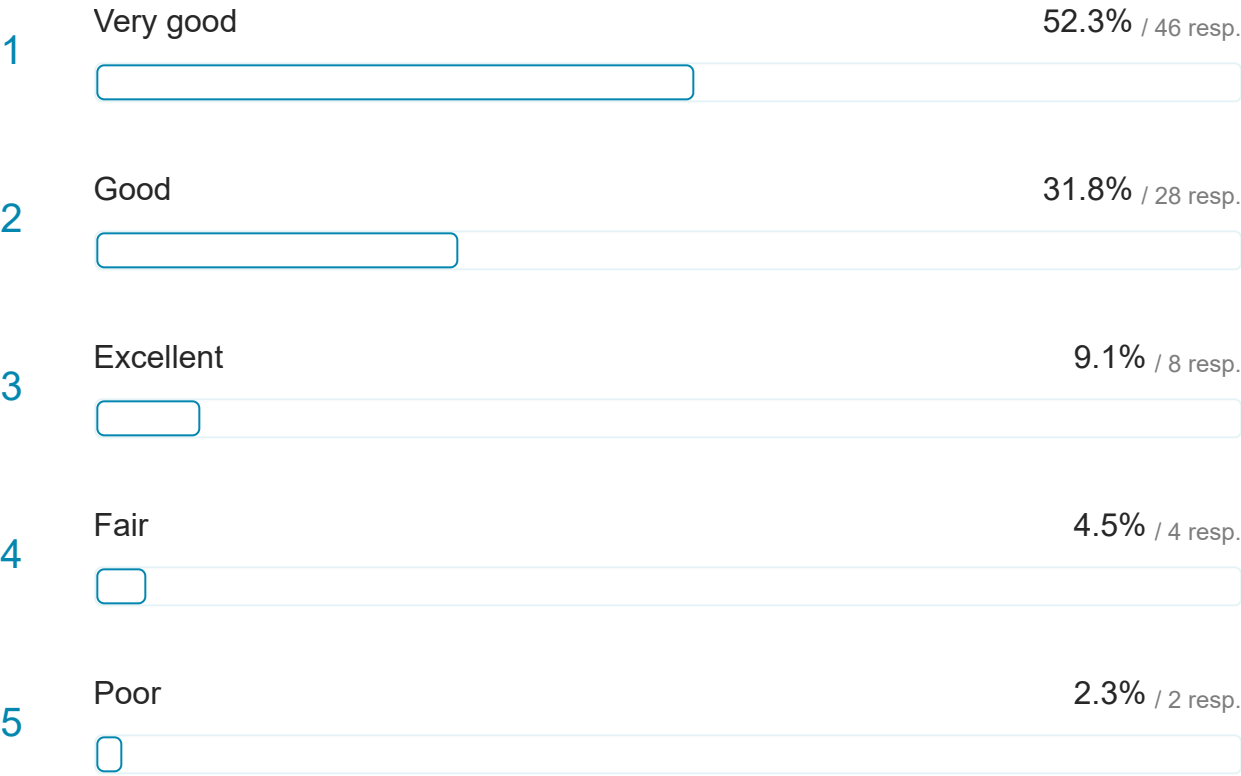 1 Very good 52.3% / 46 resp.
2 Good 31.8% / 28 resp.
3 Excellent 9.1% / 8 resp.
4 Fair 4.5% / 4 resp.
5 Poor 2.3% / 2 resp.